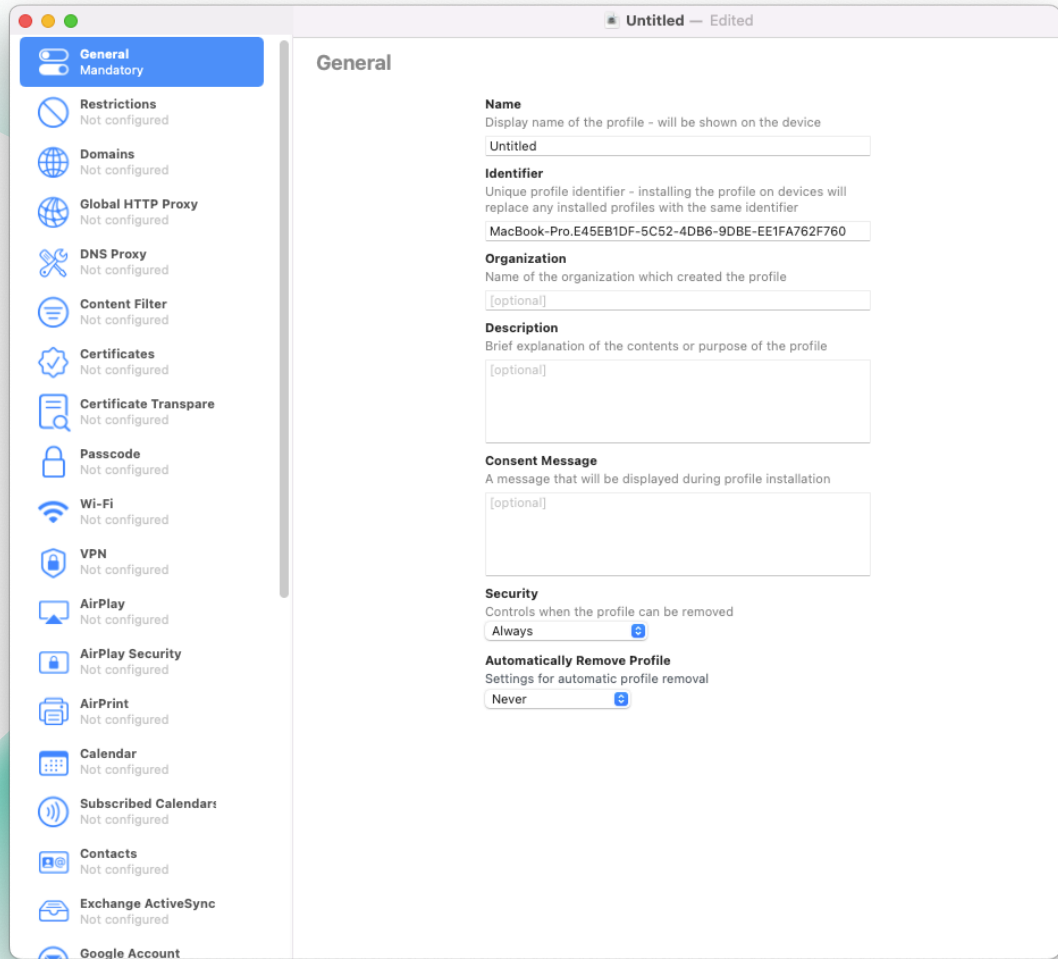 Untitled — Edited
General
Mandatory
Restrictions
Not configured
Domains
Not configured
Global HTTP Proxy
Not configured
DNS Proxy
Not configured
Content Filter
Not configured
Certificates
Not configured
Certificate Transpare
Not configured
Passcode
Not configured
Wi-Fi
Not configured
VPN
Not configured
AirPlay
Not configured
AirPlay Security
Not configured
AirPrint
Not configured
Calendar
Not configured
Subscribed Calendars
Not configured
Contacts
Not configured
Exchange ActiveSync
Not configured
Google Account
General
Name
Display name of the profile - will be shown on the device
Untitled
Identifier
Unique profile identifier - installing the profile on devices will
replace any installed profiles with the same identifier
MacBook-Pro.E45EB1DF-5C52-4DB6-9DBE-EE1FA762F760
Organization
Name of the organization which created the profile
[optional]
Description
Brief explanation of the contents or purpose of the profile
[optional]
Consent Message
A message that will be displayed during profile installation
[optional]
Security
Controls when the profile can be removed
Always
Automatically Remove Profile
Settings for automatic profile removal
Never